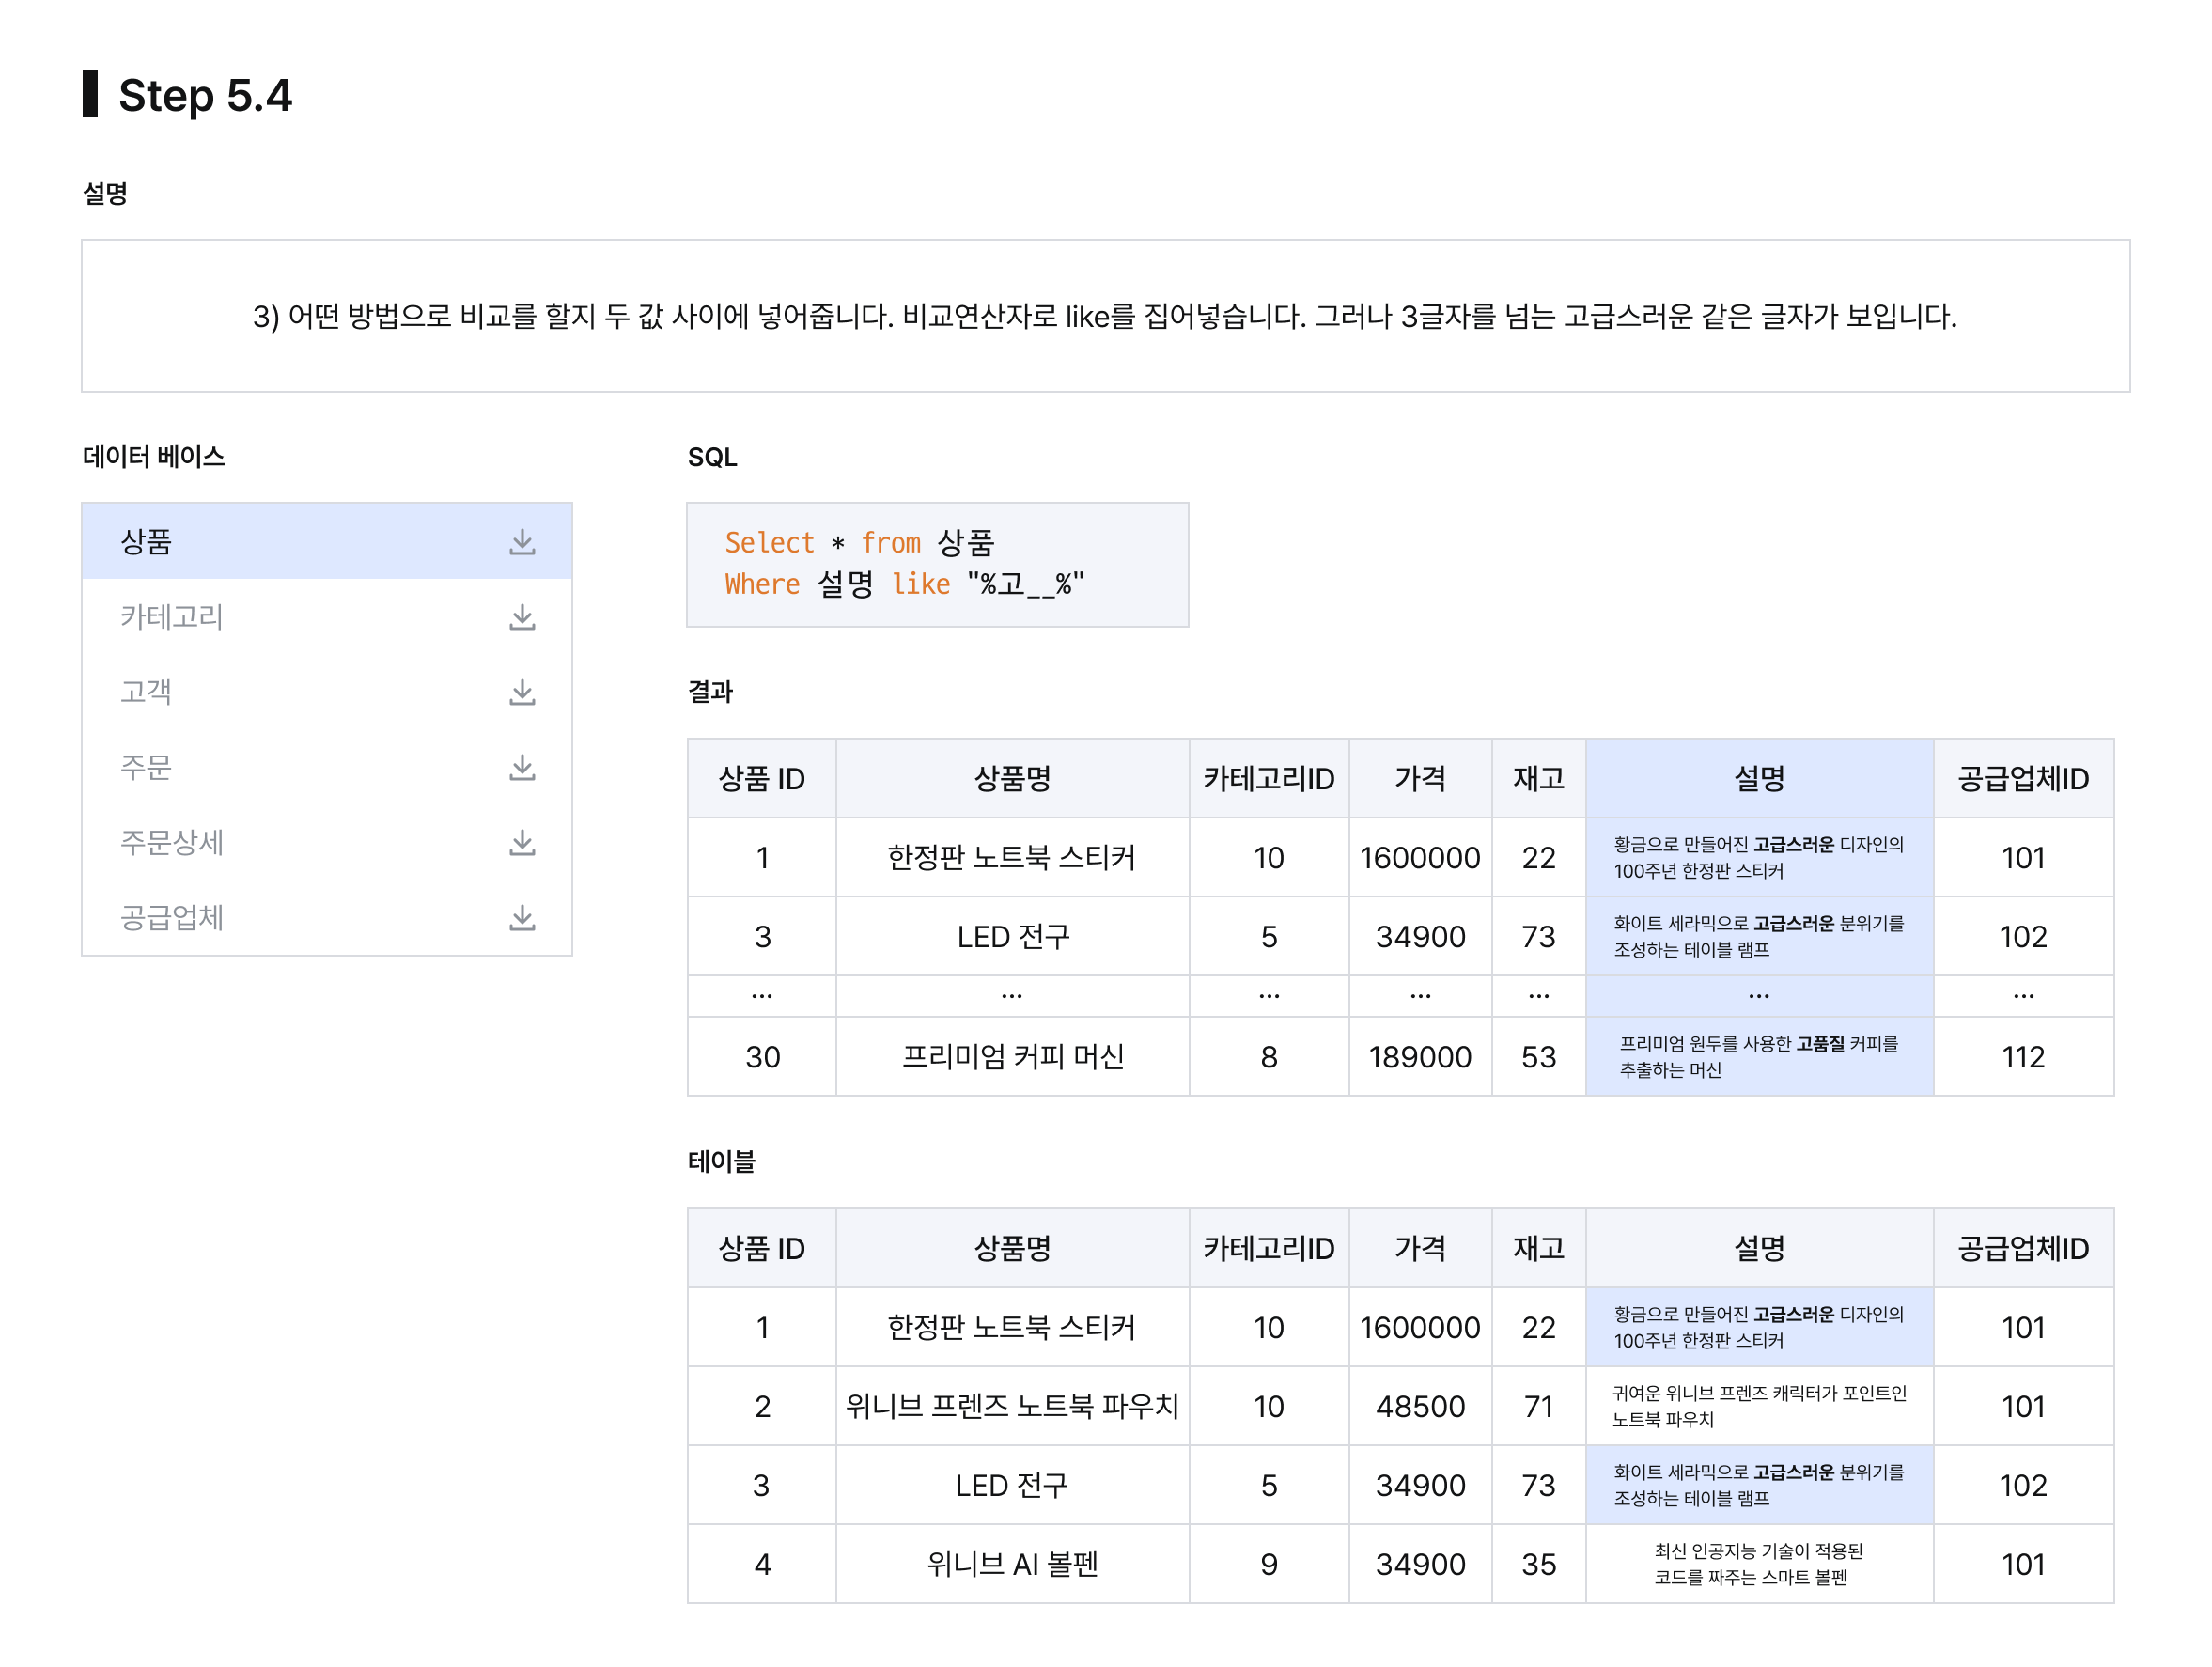 Step 5.4
설명
3) 어떤 방법으로 비교를 할지 두 값 사이에 넣어줍니다. 비교연산자로 like를 집어넣습니다. 그러나 3글자를 넘는 고급스러운 같은 글자가 보입니다.
데이터 베이스
상품
카테고리
고객
주문
주문상세
공급업체
SQL
Select * from 상품
Where 설명 like "%고__%"
결과
상품 ID 상품명 카테고리ID 가격 재고 설명 공급업체ID
1 한정판 노트북 스티커 10 1600000 22 황금으로 만들어진 고급스러운 디자인의 101
100주년 한정판 스티커
3 LED 전구 5 34900 73 화이트 세라믹으로 고급스러운 분위기를 102
조성하는 테이블 램프
... ... ... ... ... ... ...
30 프리미엄 커피 머신 8 189000 53 프리미엄 원두를 사용한 고품질 커피를 112
추출하는 머신
테이블
상품 ID 상품명 카테고리ID 가격 재고 설명 공급업체ID
1 한정판 노트북 스티커 10 1600000 22 황금으로 만들어진 고급스러운 디자인의 101
100주년 한정판 스티커
2 위니브 프렌즈 노트북 파우치 10 48500 71 귀여운 위니브 프렌즈 캐릭터가 포인트인 101
노트북 파우치
3 LED 전구 5 34900 73 화이트 세라믹으로 고급스러운 분위기를 102
조성하는 테이블 램프
4 위니브 AI 볼펜 9 34900 35 최신 인공지능 기술이 적용된 101
코드를 짜주는 스마트 볼펜